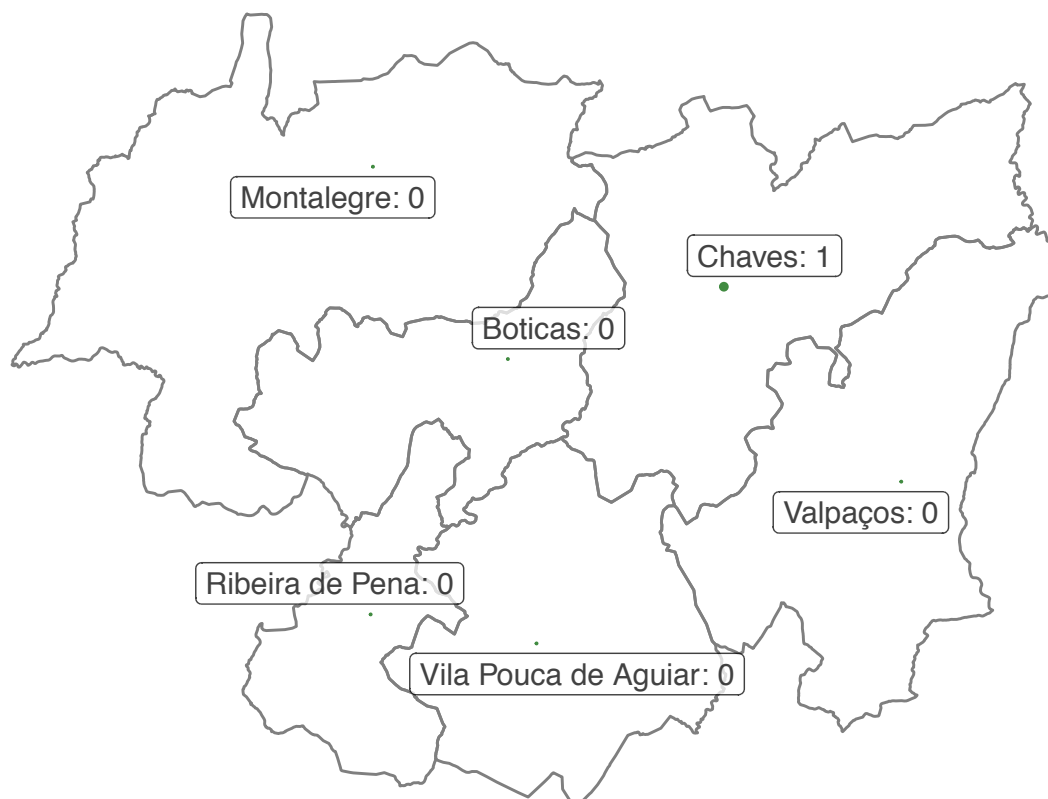 Montalegre: 0
Chaves: 1
Boticas: 0
Valpaços: 0
Ribeira de Pena: 0
Vila Pouca de Aguiar: 0